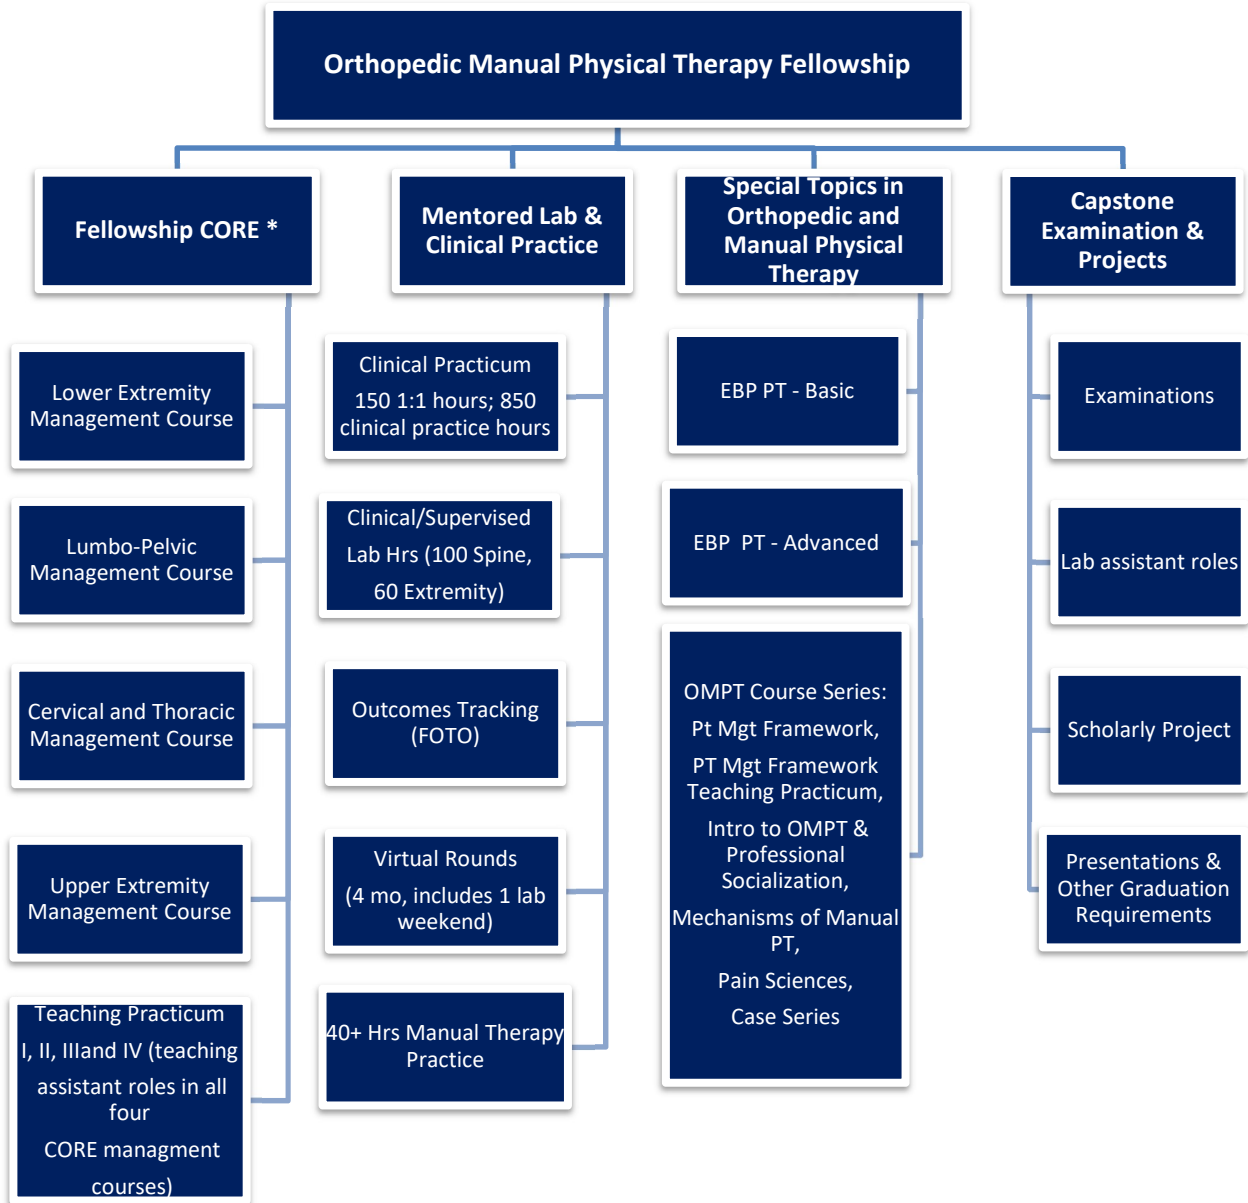 Orthopedic Manual Physical Therapy Fellowship
Fellowship CORE *
Lower Extremity
Management Course
Lumbo-Pelvic
Management Course
Cervical and Thoracic
Management Course
Upper Extremity
Management Course
Teaching Practicum
I, II, IIIand IV (teaching
assistant roles in all
four
CORE managment
courses)
Mentored Lab &
Clinical Practice
Clinical Practicum
150 1:1 hours; 850
clinical practice hours
Clinical/Supervised
Lab Hrs (100 Spine,
60 Extremity)
Outcomes Tracking
(FOTO)
Virtual Rounds
(4 mo, includes 1 lab
weekend)
40+ Hrs Manual Therapy
Practice
Special Topics in
Orthopedic and
Manual Physical
Therapy
EBP PT - Basic
EBP PT - Advanced
OMPT Course Series:
Pt Mgt Framework,
PT Mgt Framework
Teaching Practicum,
Intro to OMPT &
Professional
Socialization,
Mechanisms of Manual
PT,
Pain Sciences,
Case Series
Capstone
Examination &
Projects
Examinations
Lab assistant roles
Scholarly Project
Presentations &
Other Graduation
Requirements